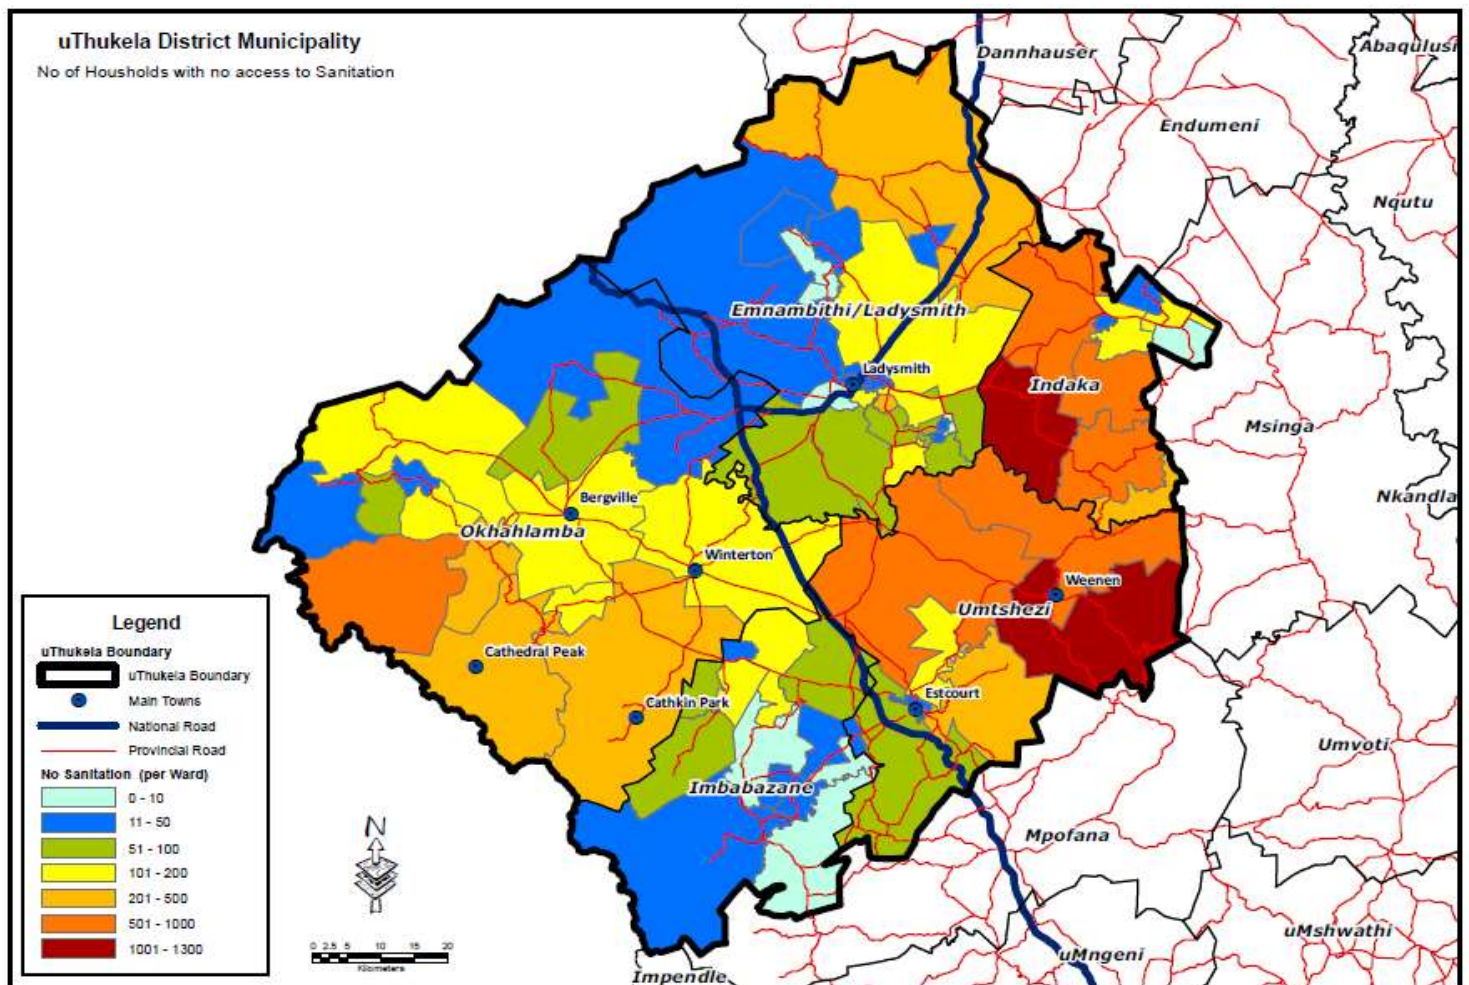 uThukela District Municipality
No of Housholds with no access to Sanitation
Dannhauser
Abaqulusi
Endumeni
Nqutu
Emnambithi/Ladysmith
Ladysmith
Indaka
Msinga
Nkandla
Bergville
Okhahlamba
Winterton
Weenen
Umtshezi
Cathedral Peak
Cathkin Park
Estcourt
Umvoti
Imbabazane
Mpofana
uMshwathi
uMngeni
Impendle
Legend
uThukela Boundary
uThukela Boundary
Main Towns
National Road
Provincial Road
No Sanitation (per Ward)
0 - 10
11 - 50
51 - 100
101 - 200
201 - 500
501 - 1000
1001 - 1300
N
0 2.5 5 10 15 20
Kilometers